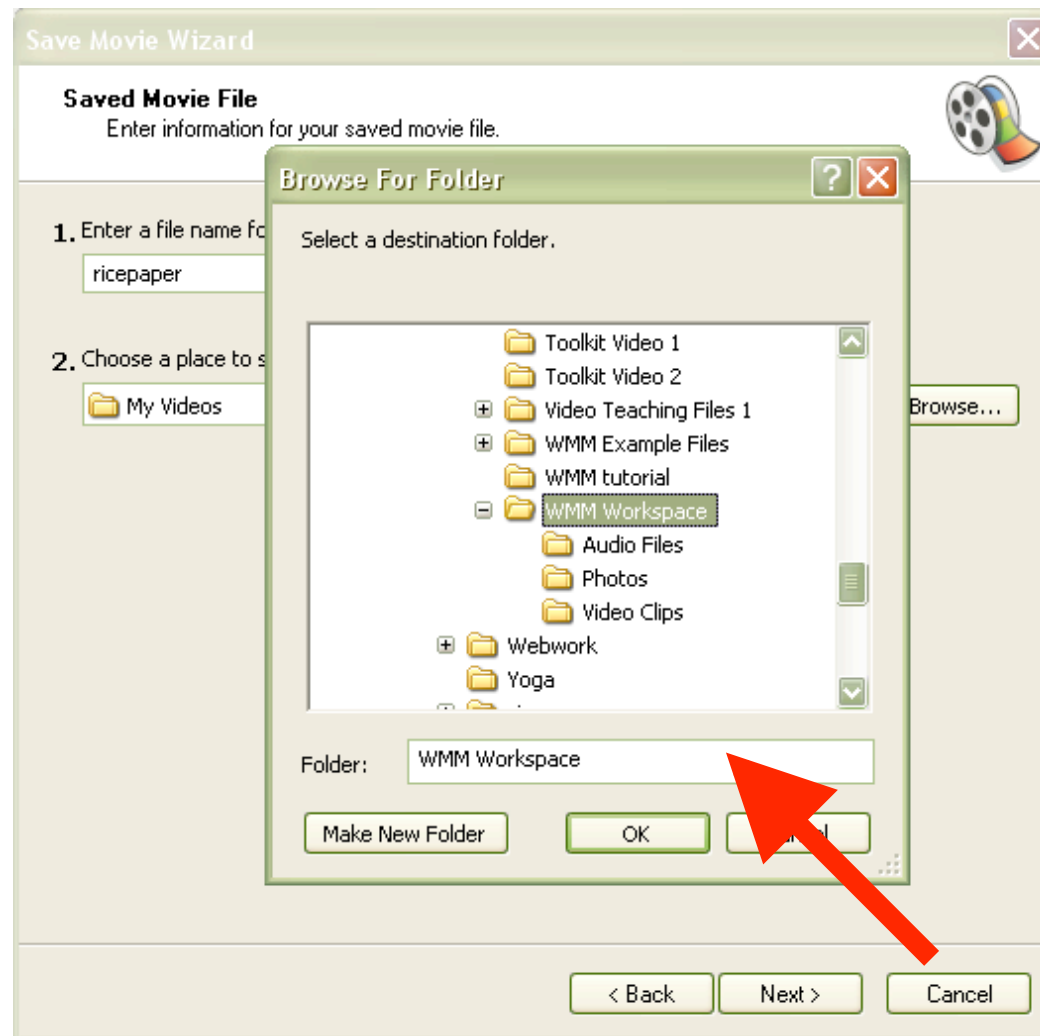 Save Movie Wizard
Saved Movie File
Enter information for your saved movie file.
Browse For Folder
1. Enter a file name fo
Select a destination folder.
ricepaper
Toolkit Video 1
2. Choose a place to s
Toolkit Video 2
My Videos
Video Teaching Files 1
Browse...
WMM Example Files
WMM tutorial
WMM Workspace
Audio Files
Photos
Video Clips
Webwork
Yoga
Folder: WMM Workspace
Make New Folder OK
< Back Next > Cancel